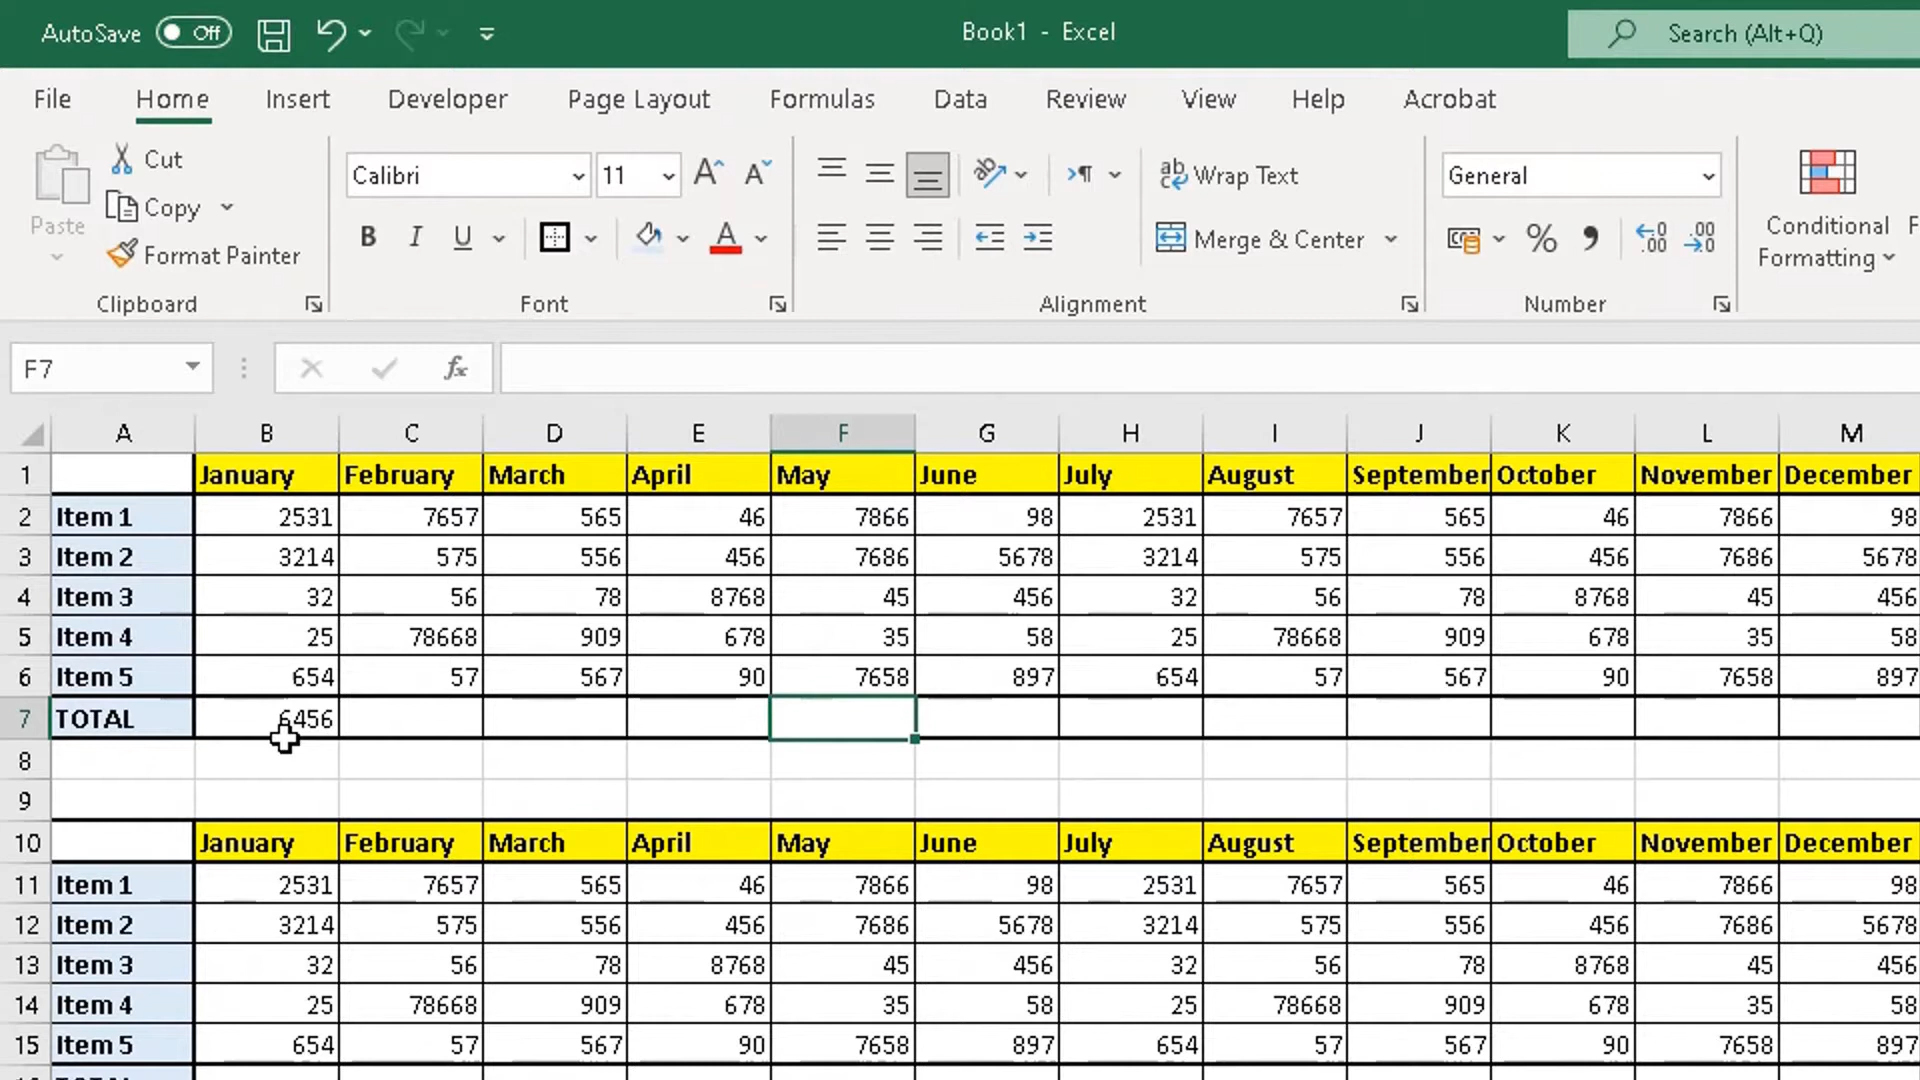 AutoSave Off Book1 - Excel Search (Alt+Q)
File Home Insert Developer Page Layout Formulas Data Review View Help Acrobat
Paste Cut Copy Format Painter Clipboard
Calibri 11 B I U A Font
ab Wrap Text Merge & Center Alignment
General % Number
Conditional Formatting
F7 fx
A B C D E F G H I J K L M
1 January February March April May June July August September October November December
2 Item 1 2531 7657 565 46 7866 98 2531 7657 565 46 7866 98
3 Item 2 3214 575 556 456 7686 5678 3214 575 556 456 7686 5678
4 Item 3 32 56 78 8768 45 456 32 56 78 8768 45 456
5 Item 4 25 78668 909 678 35 58 25 78668 909 678 35 58
6 Item 5 654 57 567 90 7658 897 654 57 567 90 7658 897
7 TOTAL 6456
8
9
10 January February March April May June July August September October November December
11 Item 1 2531 7657 565 46 7866 98 2531 7657 565 46 7866 98
12 Item 2 3214 575 556 456 7686 5678 3214 575 556 456 7686 5678
13 Item 3 32 56 78 8768 45 456 32 56 78 8768 45 456
14 Item 4 25 78668 909 678 35 58 25 78668 909 678 35 58
15 Item 5 654 57 567 90 7658 897 654 57 567 90 7658 897